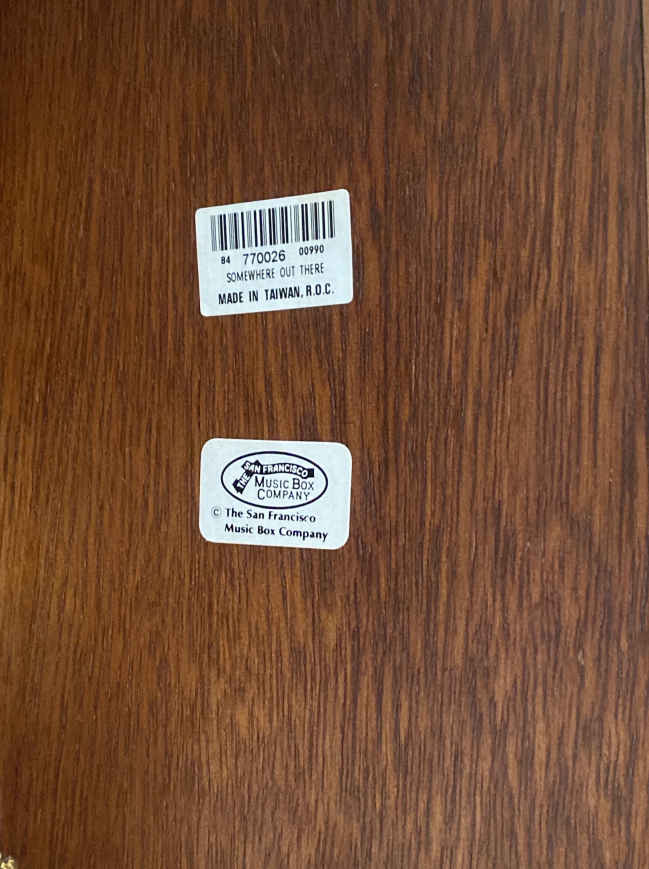 84 770026 00990
SOMEWHERE OUT THERE
MADE IN TAIWAN, R.O.C.
THE SAN FRANCISCO
MUSIC BOX
COMPANY
© The San Francisco
Music Box Company